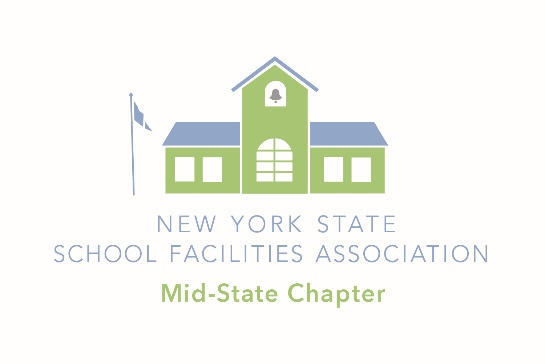 NEW YORK STATE
SCHOOL FACILITIES ASSOCIATION
Mid-State Chapter